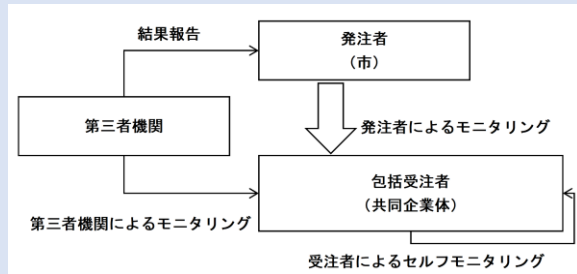 結果報告
発注者
（市）
第三者機関
発注者によるモニタリング
包括受注者
（共同企業体）
第三者機関によるモニタリング
受注者によるセルフモニタリング